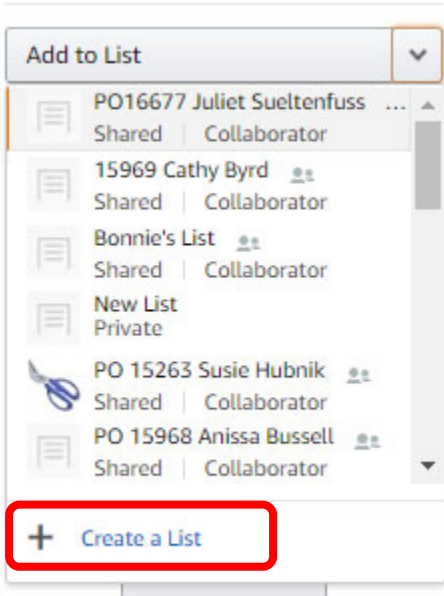 Add to List
PO16677 Juliet Sueltenfuss ...
Shared | Collaborator
15969 Cathy Byrd
Shared | Collaborator
Bonnie's List
Shared | Collaborator
New List
Private
PO 15263 Susie Hubnik
Shared | Collaborator
PO 15968 Anissa Bussell
Shared | Collaborator
+ Create a List